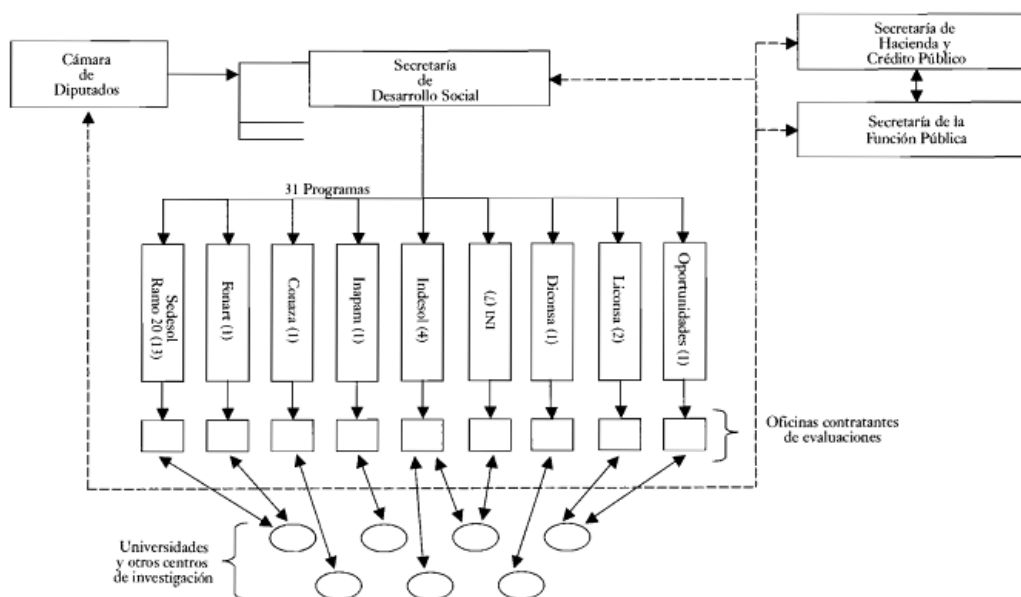 Cámara
de
Diputados
Secretaría
de
Desarrollo Social
Secretaría de
Hacienda y
Crédito Público
Secretaría de la
Función Pública
31 Programas
Sedesol
Ramo 20 (13)
Fonart (1)
Conaza (1)
Inapam (1)
Indesol (4)
INI (7)
Diconsa (1)
Liconsa (2)
Oportunidades (1)
Oficinas contratantes
de evaluaciones
Universidades
y otros centros
de investigación